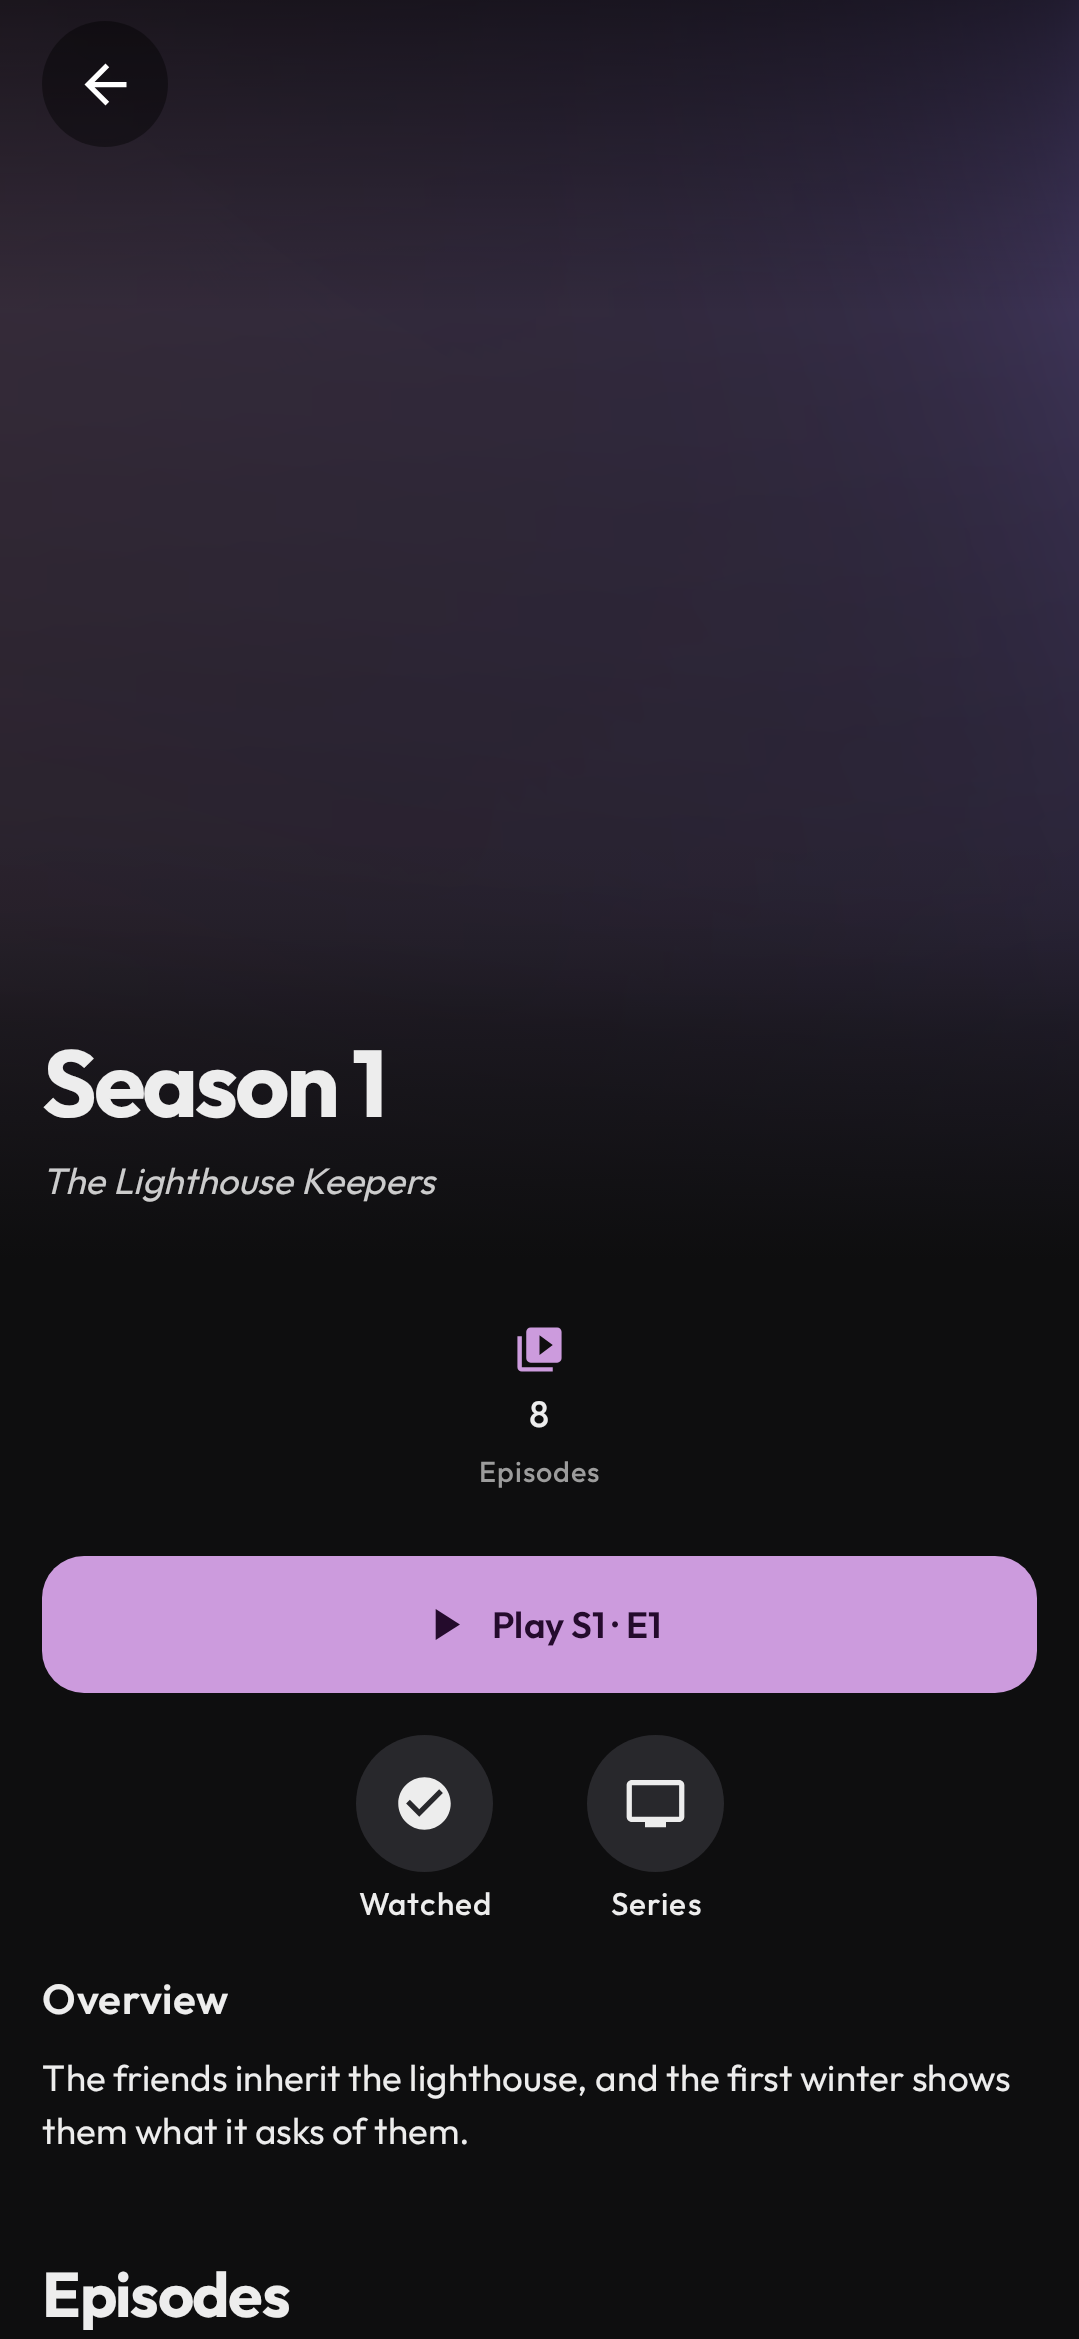 Season 1
The Lighthouse Keepers
8
Episodes
Play S1 · E1
Watched
Series
Overview
The friends inherit the lighthouse, and the first winter shows
them what it asks of them.
Episodes